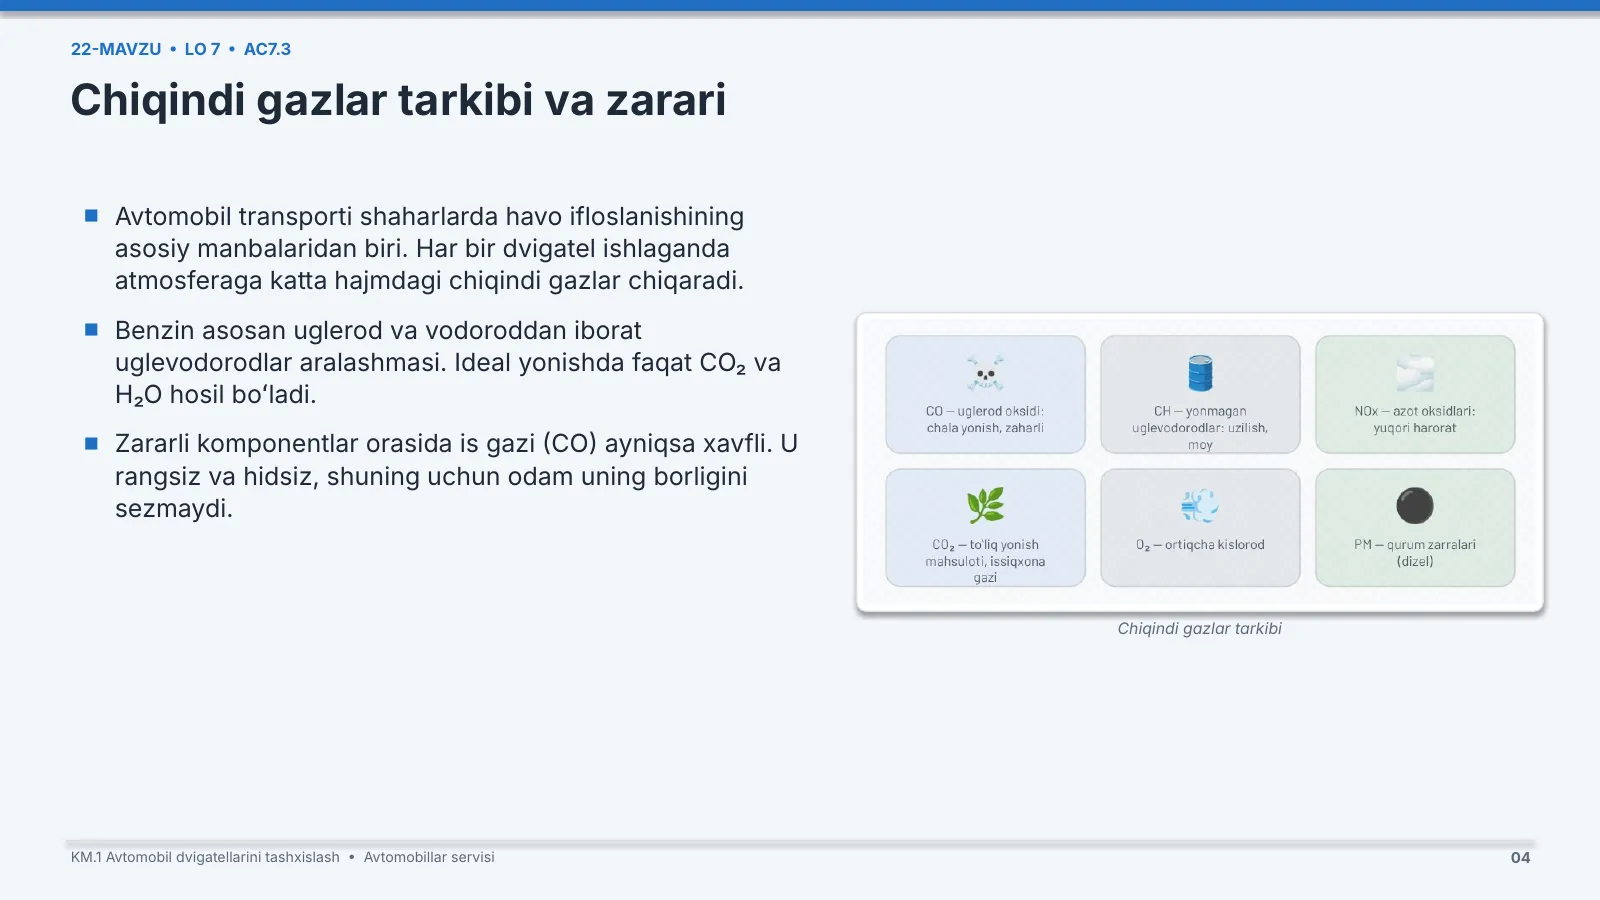 22-MAVZU • LO 7 • AC7.3
Chiqindi gazlar tarkibi va zarari
Avtomobil transporti shaharlarda havo ifloslanishining
asosiy manbalaridan biri. Har bir dvigatel ishlaganda
atmosferaga katta hajmdagi chiqindi gazlar chiqaradi.
Benzin asosan uglerod va vodoroddan iborat
uglevodorodlar aralashmasi. Ideal yonishda faqat CO₂ va
H₂O hosil boʻladi.
Zararli komponentlar orasida is gazi (CO) ayniqsa xavfli. U
rangsiz va hidsiz, shuning uchun odam uning borligini
sezmaydi.
CO — uglerod oksidi:
chala yonish, zaharli
CH — yonmagan
uglevodorodlar: uzilish,
moy
NOx — azot oksidlari:
yuqori harorat
CO₂ — to'liq yonish
mahsuloti, issiqxona
gazi
O₂ — ortiqcha kislorod
PM — qurum zarralari
(dizel)
Chiqindi gazlar tarkibi
KM.1 Avtomobil dvigatellarini tashxislash • Avtomobillar servisi
04